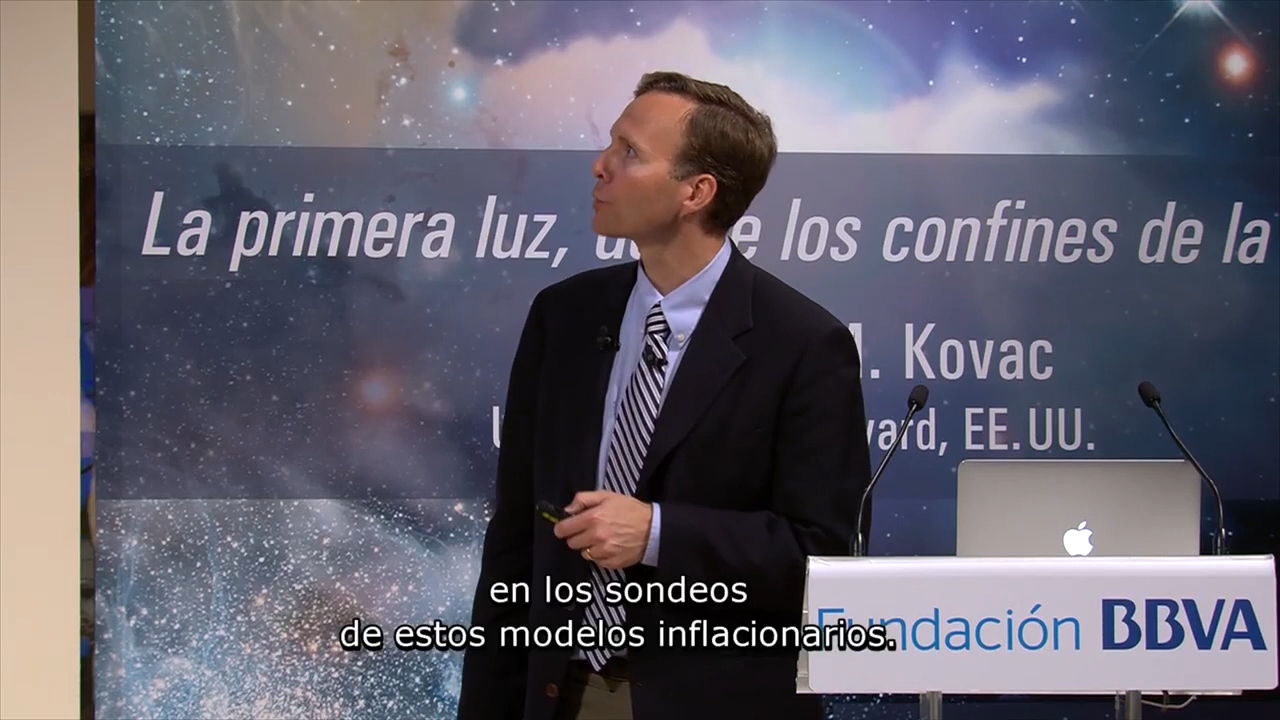 La primera luz, los confines de la
M. Kovac
vard, EE.UU.
en los sondeos
de estos modelos inflacionarios.
Fundación BBVA